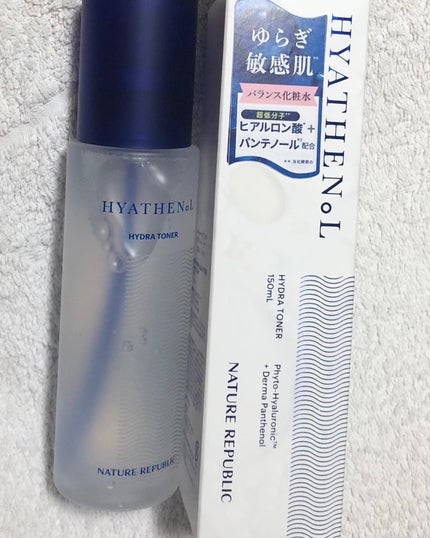 HYATHENOL
HYDRA TONER
NATURE REPUBLIC
ゆらぎ
敏感肌
バランス化粧水
超低分子
ヒアルロン酸 +
パンテノール 配合
HYATHENOL
HYDRA TONER
150mL
Phyto-Hyaluronic™
+ Derma Panthenol
NATURE REPUBLIC